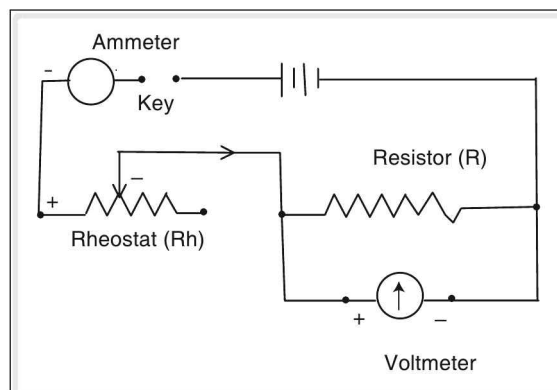 Ammeter
-
Key
Resistor (R)
–
+
Rheostat (Rh)
+ –
Voltmeter